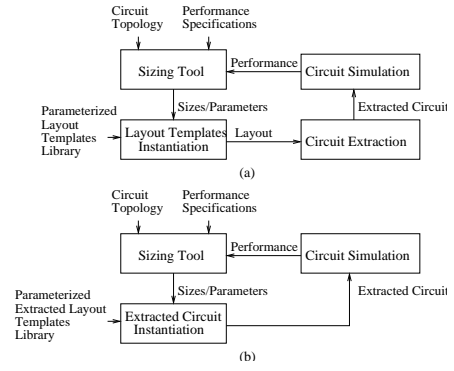 Circuit
Topology
Performance
Specifications
Sizing Tool
Performance
Circuit Simulation
Sizes/Parameters
Extracted Circuit
Parameterized
Layout
Templates
Library
Layout Templates
Instantiation
Layout
Circuit Extraction
(a)
Circuit
Topology
Performance
Specifications
Sizing Tool
Performance
Circuit Simulation
Sizes/Parameters
Extracted Circuit
Parameterized
Extracted Layout
Templates
Library
Extracted Circuit
Instantiation
(b)